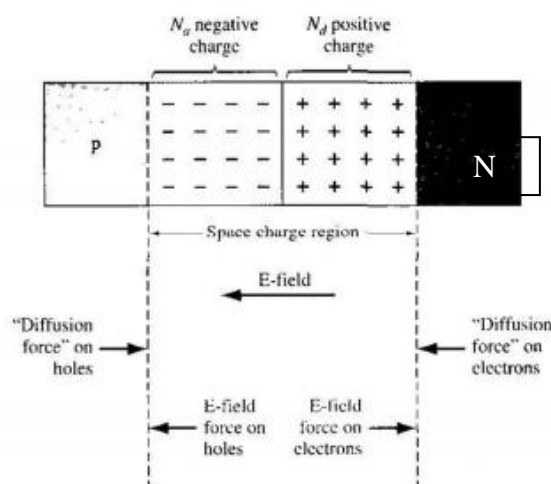 Nₐ negative
charge
N_d positive
charge
− − − −
+ + + +
− − − −
+ + + +
p
N
− − − −
+ + + +
− − − −
+ + + +
Space charge region
E-field
"Diffusion
force" on
holes
"Diffusion
force" on
electrons
E-field
force on
holes
E-field
force on
electrons